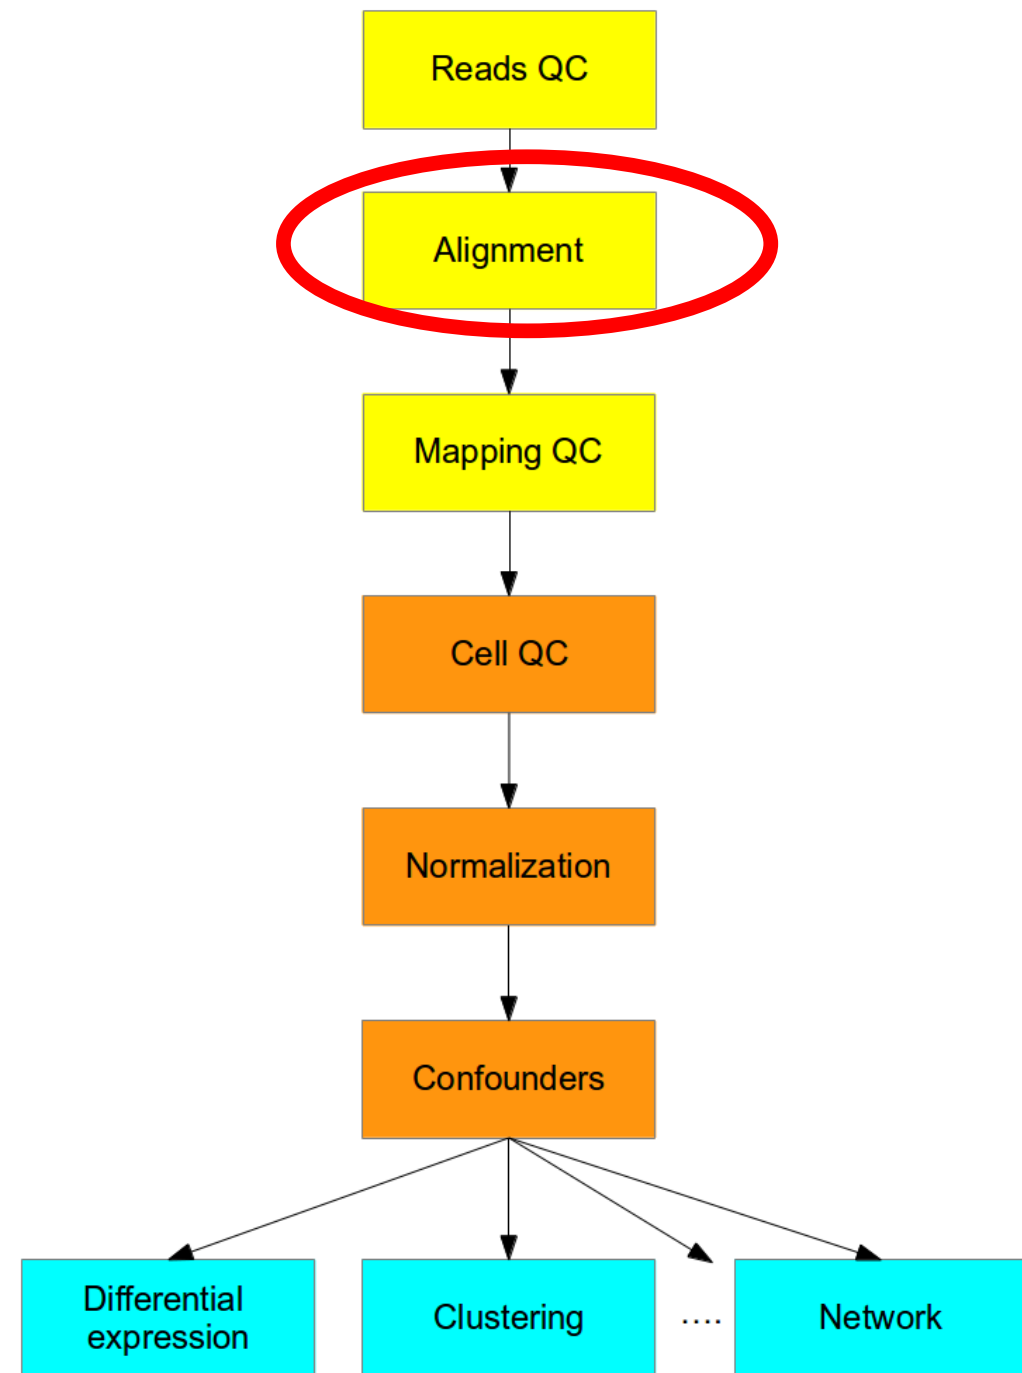 Reads QC
Alignment
Mapping QC
Cell QC
Normalization
Confounders
Differential
expression
Clustering
....
Network